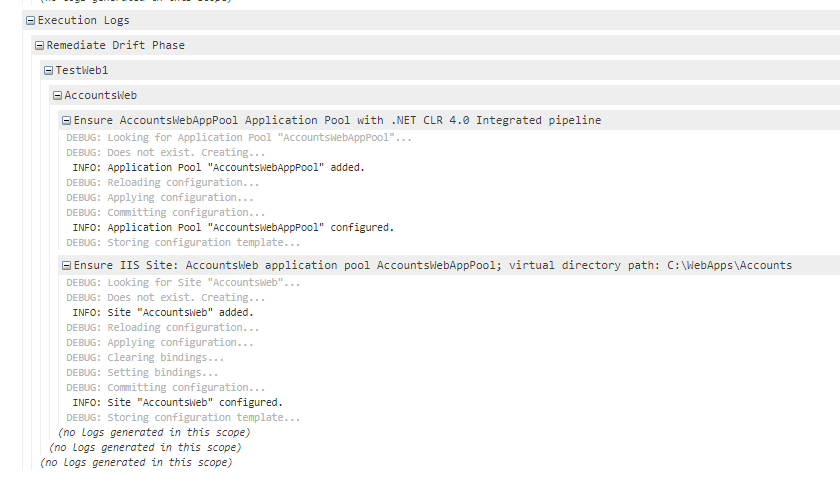 (no logs generated in this scope)
Execution Logs
Remediate Drift Phase
TestWeb1
AccountsWeb
Ensure AccountsWebAppPool Application Pool with .NET CLR 4.0 Integrated pipeline
DEBUG: Looking for Application Pool "AccountsWebAppPool"...
DEBUG: Does not exist. Creating...
INFO: Application Pool "AccountsWebAppPool" added.
DEBUG: Reloading configuration...
DEBUG: Applying configuration...
DEBUG: Committing configuration...
INFO: Application Pool "AccountsWebAppPool" configured.
DEBUG: Storing configuration template...
Ensure IIS Site: AccountsWeb application pool AccountsWebAppPool; virtual directory path: C:\WebApps\Accounts
DEBUG: Looking for Site "AccountsWeb"...
DEBUG: Does not exist. Creating...
INFO: Site "AccountsWeb" added.
DEBUG: Reloading configuration...
DEBUG: Applying configuration...
DEBUG: Clearing bindings...
DEBUG: Setting bindings...
DEBUG: Committing configuration...
INFO: Site "AccountsWeb" configured.
DEBUG: Storing configuration template...
(no logs generated in this scope)
(no logs generated in this scope)
(no logs generated in this scope)